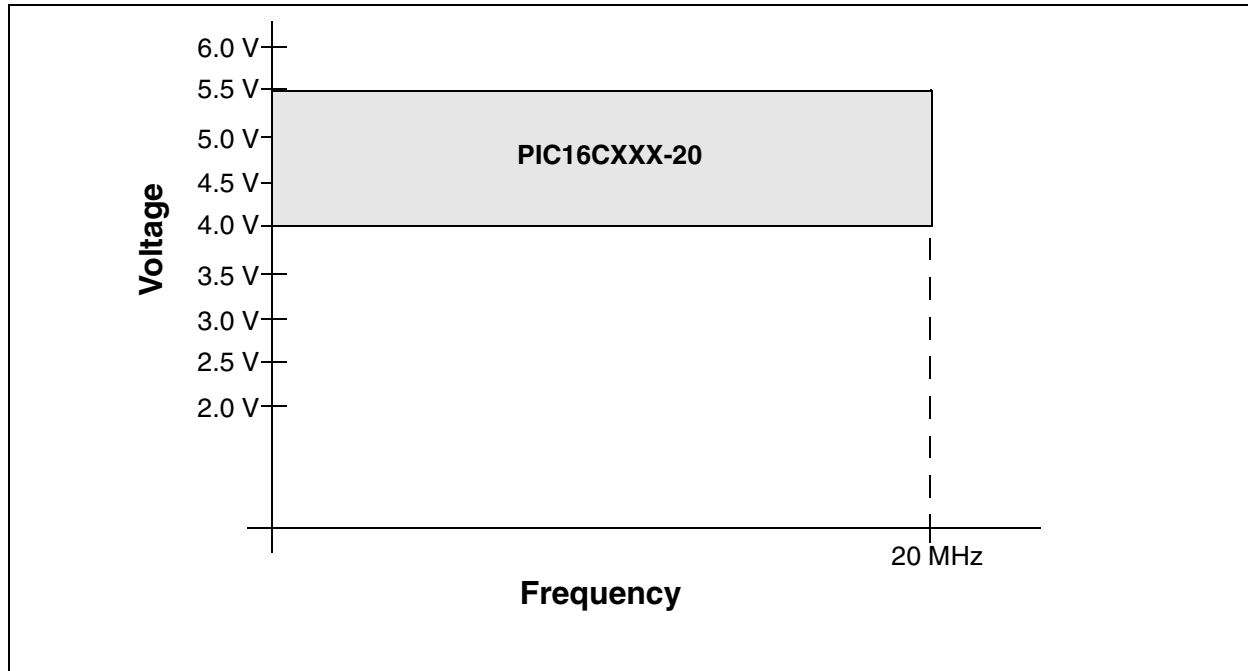 6.0 V
5.5 V
5.0 V
4.5 V
4.0 V
3.5 V
3.0 V
2.5 V
2.0 V
Voltage
PIC16CXXX-20
20 MHz
Frequency